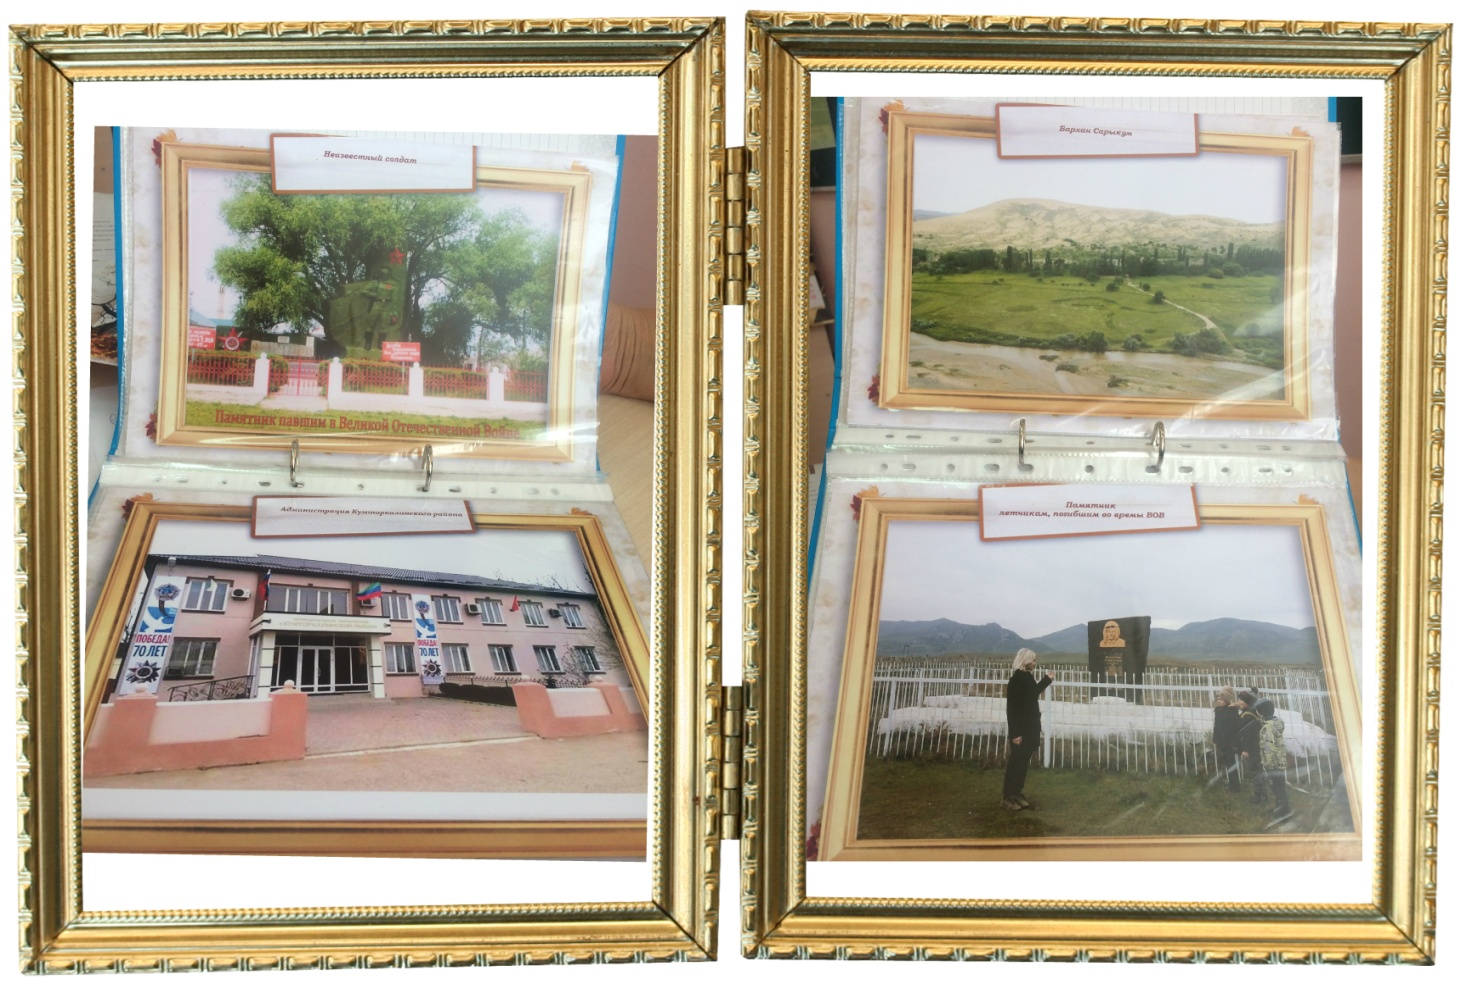 Неизвестный солдат
Памятник павшим в Великой Отечественной Войне
Администрация Кумторкалинского района
ПОБЕДА!
70 ЛЕТ
ПОБЕДА!
70 ЛЕТ
Бархан Сарыкум
Памятник
летчикам, погибшим во времы ВОВ